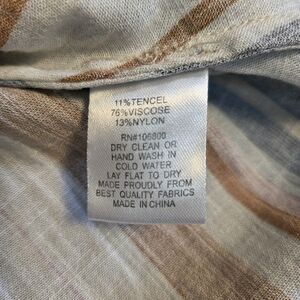 11%TENCEL
76%VISCOSE
13%NYLON
RN#106800
DRY CLEAN OR
HAND WASH IN
COLD WATER
LAY FLAT TO DRY
MADE PROUDLY FROM
BEST QUALITY FABRICS
MADE IN CHINA